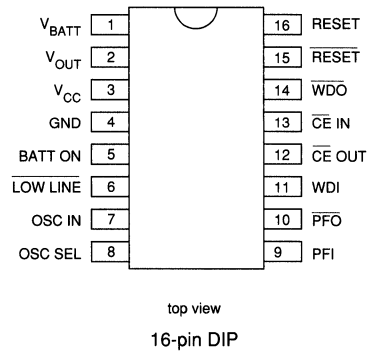 VBATT 1 16 RESET
VOUT 2 15 RESET
VCC 3 14 WDO
GND 4 13 CE IN
BATT ON 5 12 CE OUT
LOW LINE 6 11 WDI
OSC IN 7 10 PFO
OSC SEL 8 9 PFI
top view
16-pin DIP